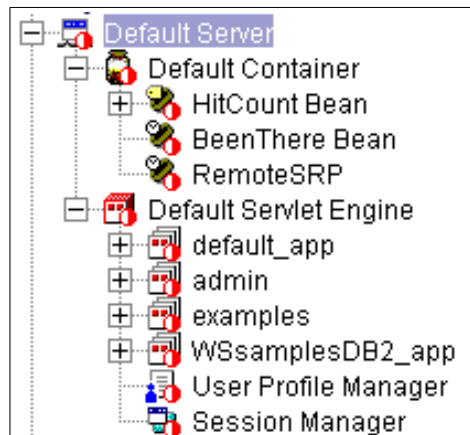 Default Server
Default Container
HitCount Bean
BeenThere Bean
RemoteSRP
Default Servlet Engine
default_app
admin
examples
WSsamplesDB2_app
User Profile Manager
Session Manager